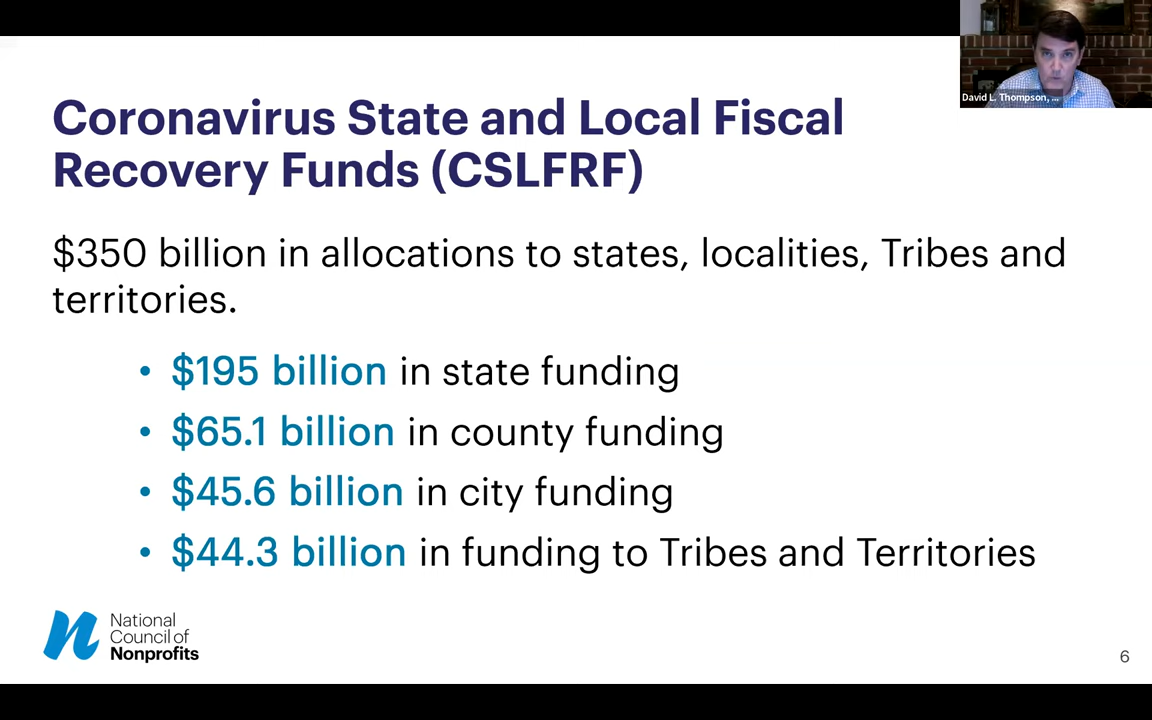 David L. Thompson, ...
Coronavirus State and Local Fiscal
Recovery Funds (CSLFRF)
$350 billion in allocations to states, localities, Tribes and
territories.
• $195 billion in state funding
• $65.1 billion in county funding
• $45.6 billion in city funding
• $44.3 billion in funding to Tribes and Territories
National
Council of
Nonprofits
6